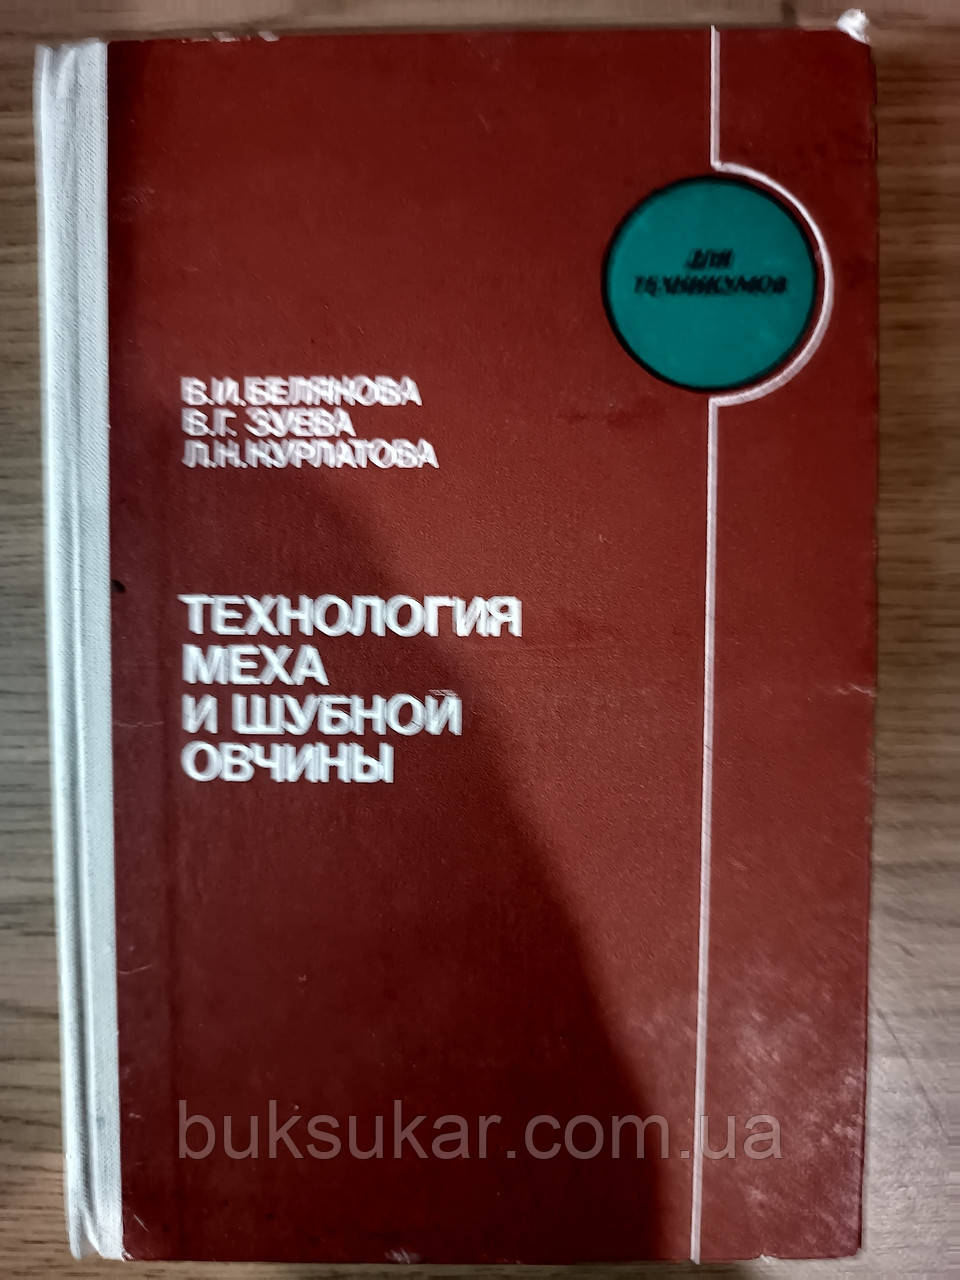 ДЛЯ
ТЕХНИКУМОВ
В.И.БЕЛЯКОВА
В.Г. ЗУЕВА
Л.Н.КУРЛАТОВА
ТЕХНОЛОГИЯ
МЕХА
И ШУБНОЙ
ОВЧИНЫ
buksukar.com.ua